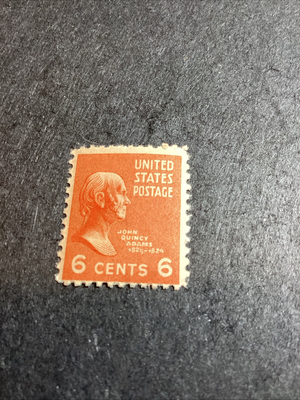 UNITED
STATES
POSTAGE
JOHN
QUINCY
ADAMS
6 CENTS 6